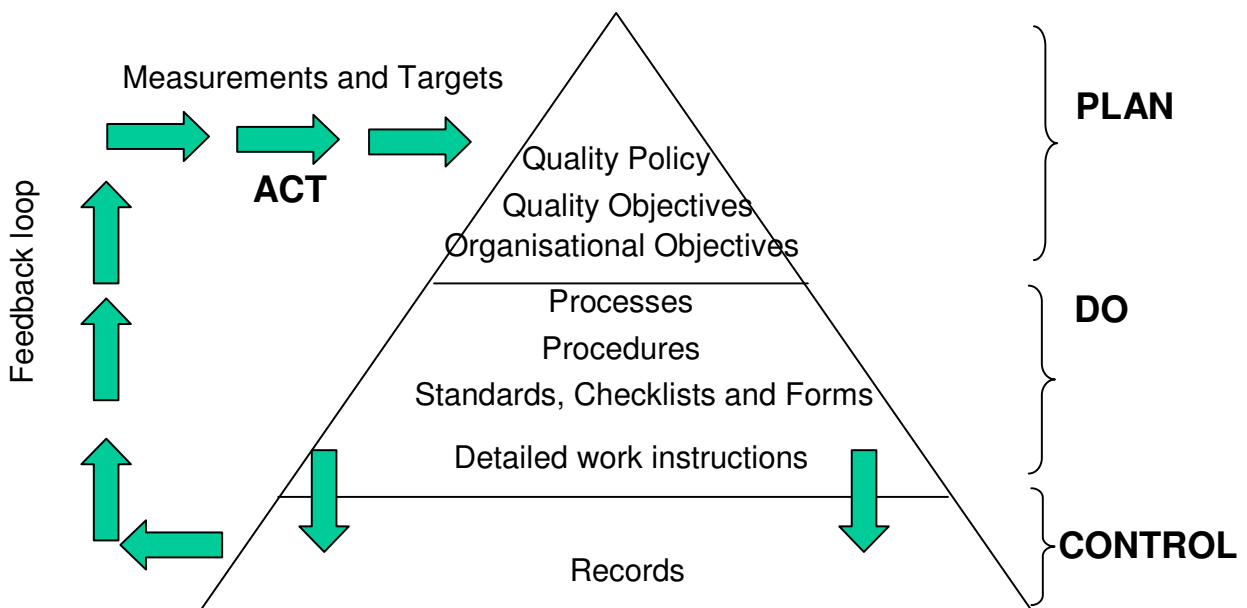 Measurements and Targets
ACT
Feedback loop
Quality Policy
Quality Objectives
Organisational Objectives
Processes
Procedures
Standards, Checklists and Forms
Detailed work instructions
Records
PLAN
DO
CONTROL